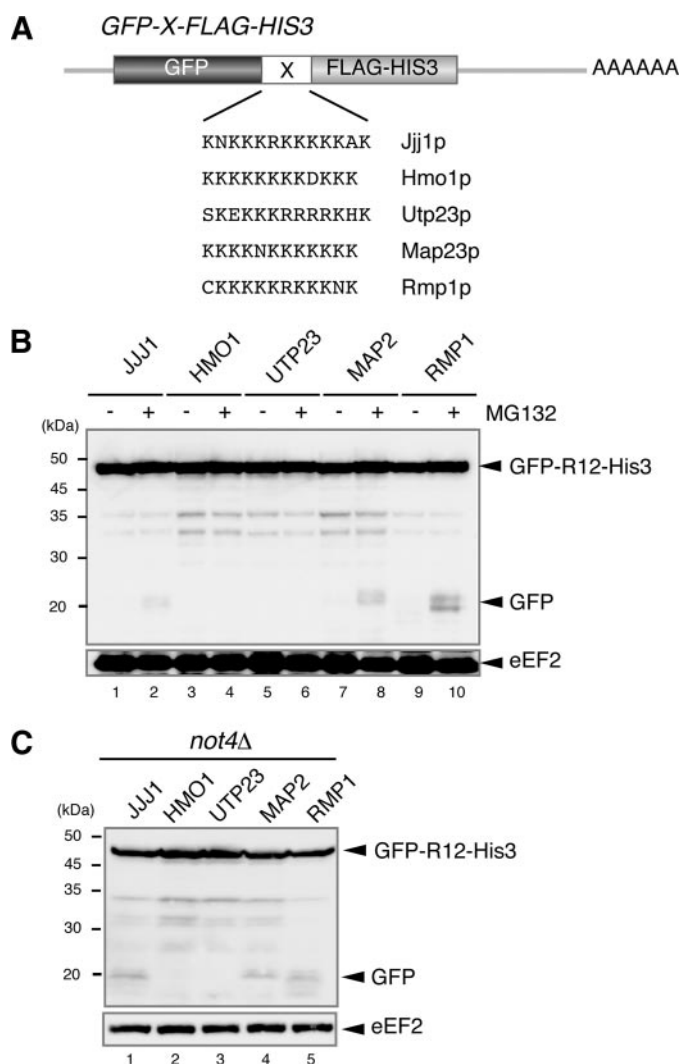 A
GFP-X-FLAG-HIS3
GFP X FLAG-HIS3 AAAAAA
KNKKKRKKKKKAK Jjj1p
KKKKKKKKDKKK Hmo1p
SKEKKKRRRRKHK Utp23p
KKKKNKKKKKKK Map23p
CKKKKKRKKKNK Rmp1p
B
JJJ1 HMO1 UTP23 MAP2 RMP1
- + - + - + - + - + MG132
(kDa)
50 GFP-R12-His3
45
35
30
20 GFP
eEF2
1 2 3 4 5 6 7 8 9 10
C
not4Δ
JJJ1 HMO1 UTP23 MAP2 RMP1
(kDa)
50 GFP-R12-His3
45
35
30
20 GFP
eEF2
1 2 3 4 5